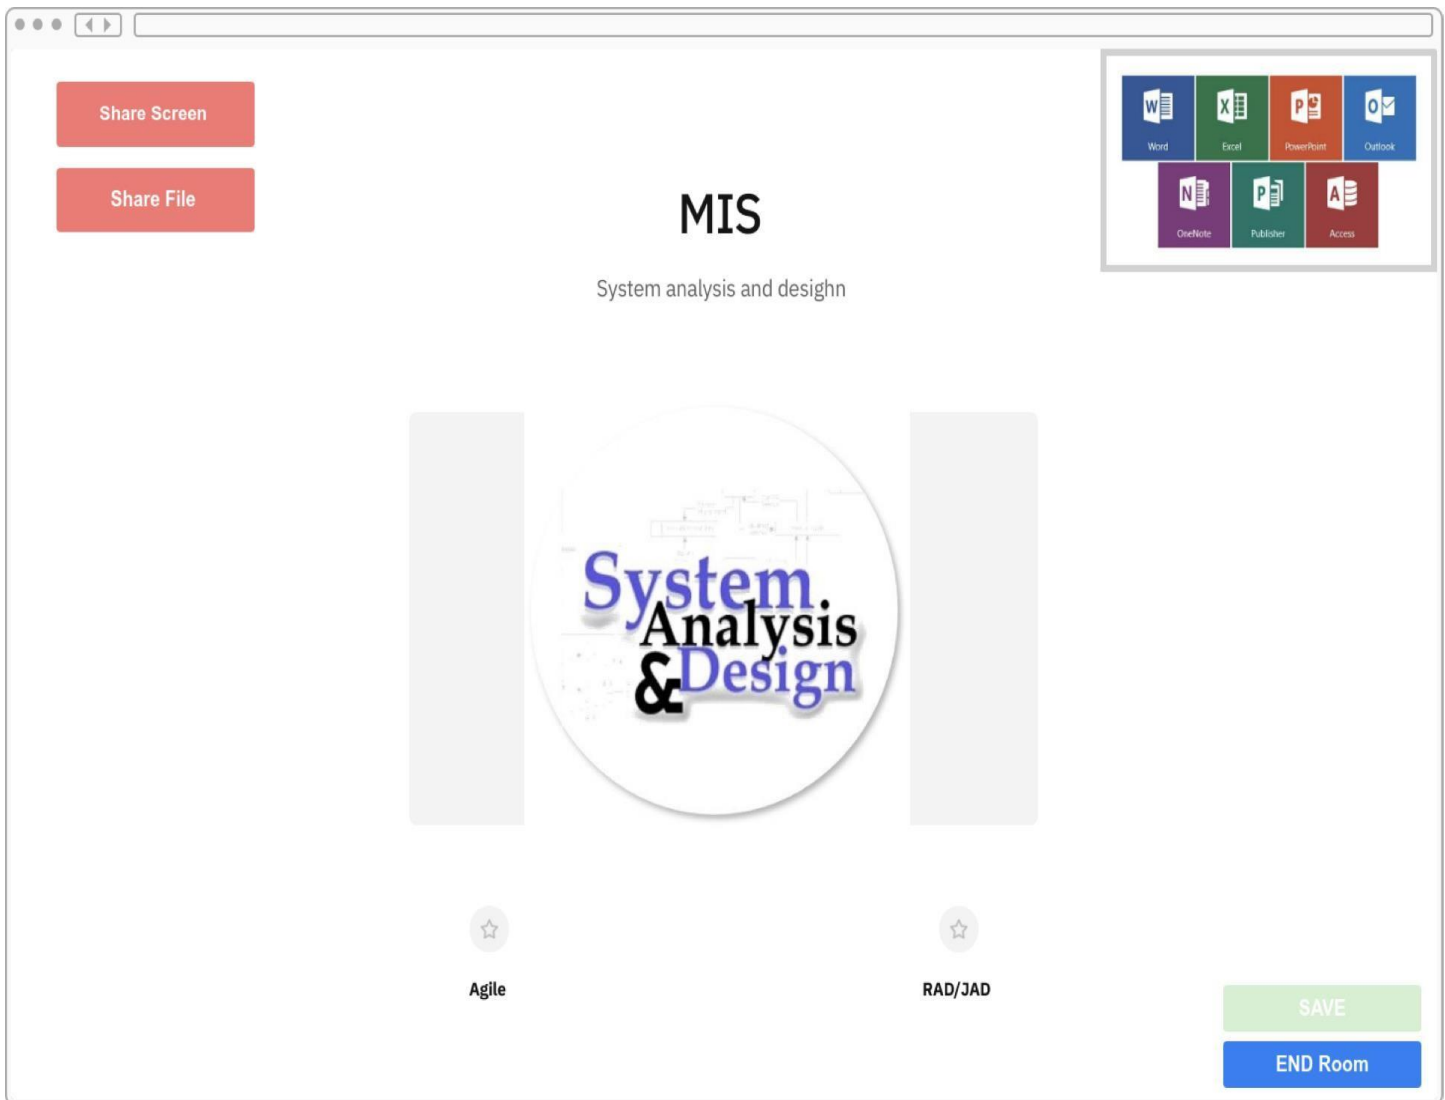 Share Screen
Share File
MIS
System analysis and desighn
Word
Excel
PowerPoint
Outlook
OneNote
Publisher
Access
System
Analysis
&Design
Agile
RAD/JAD
SAVE
END Room